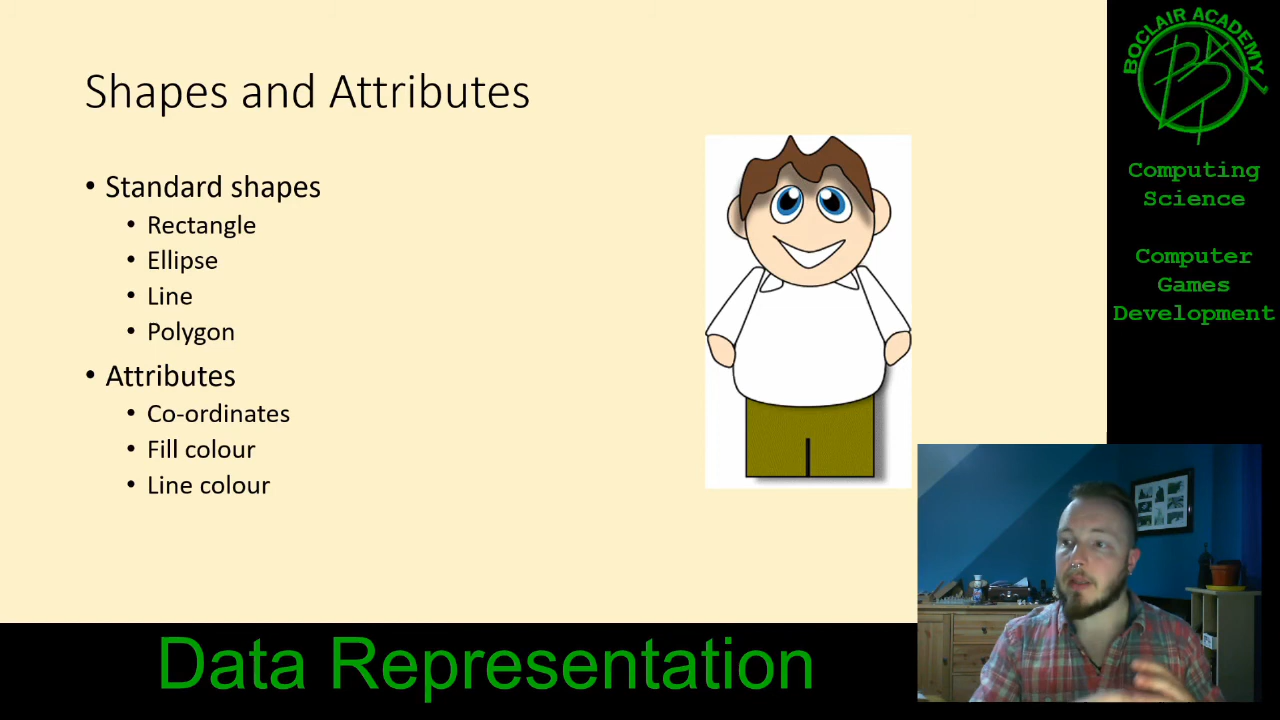 Shapes and Attributes
• Standard shapes
• Rectangle
• Ellipse
• Line
• Polygon
• Attributes
• Co-ordinates
• Fill colour
• Line colour
BOCLAIR ACADEMY
Computing
Science
Computer
Games
Development
Data Representation